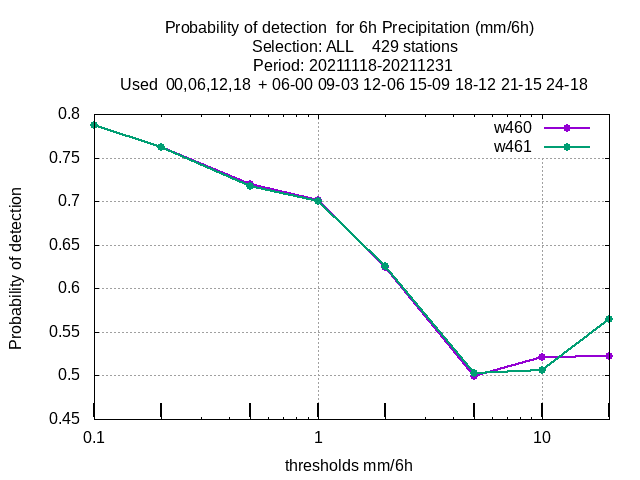 Probability of detection  for 6h Precipitation (mm/6h)
Selection: ALL    429 stations
Period: 20211118-20211231
Used  00,06,12,18  + 06-00 09-03 12-06 15-09 18-12 21-15 24-18
w460
w461
0.8
0.75
0.7
0.65
0.6
0.55
0.5
0.45
Probability of detection
0.1 1 10
thresholds mm/6h